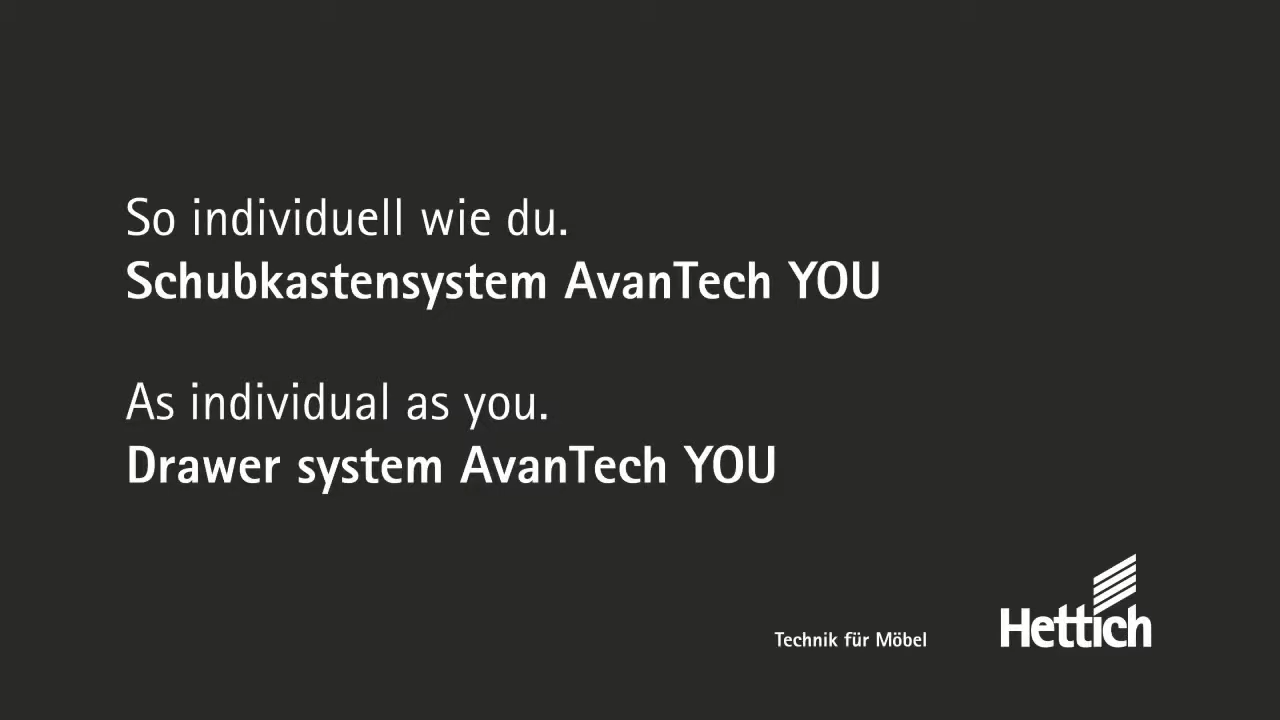 So individuell wie du.
Schubkastensystem AvanTech YOU
As individual as you.
Drawer system AvanTech YOU
Technik für Möbel
Hettich